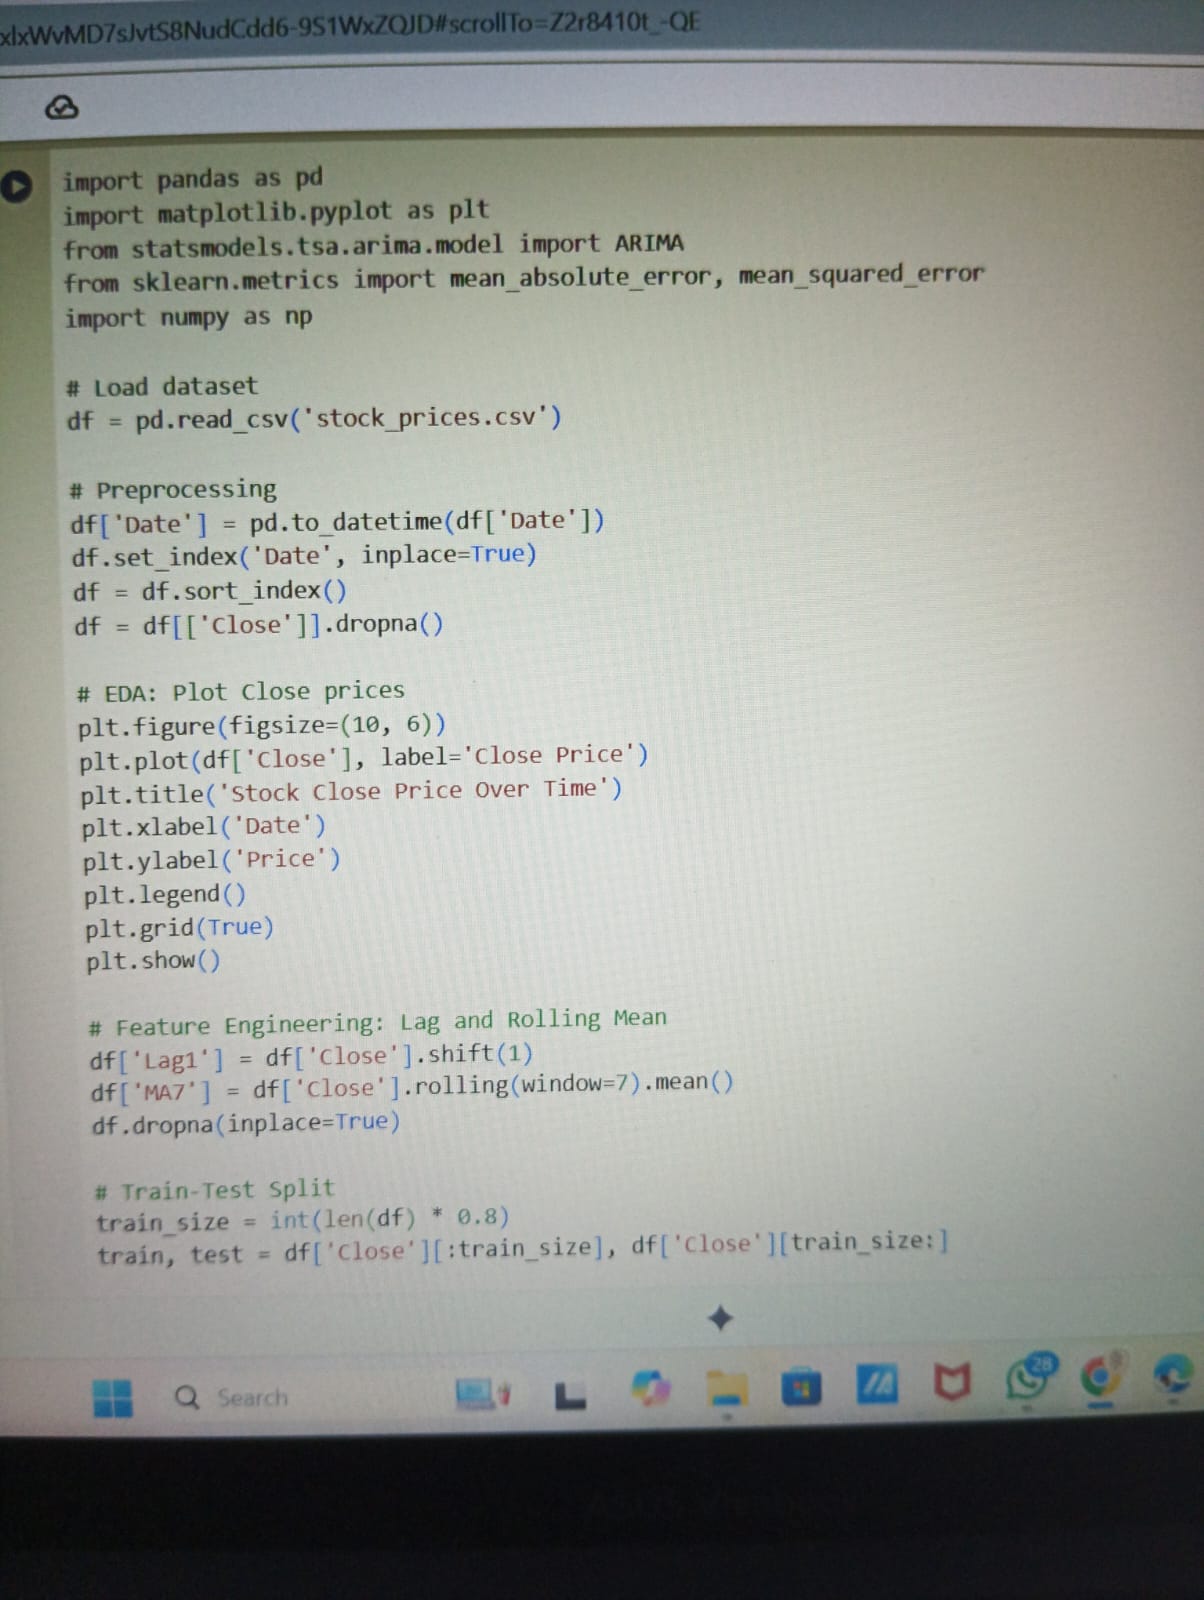 xlxWvMD7sJvtS8NudCdd6-9S1WxZQJD#scrollTo=Z2r8410t_-QE
import pandas as pd
import matplotlib.pyplot as plt
from statsmodels.tsa.arima.model import ARIMA
from sklearn.metrics import mean_absolute_error, mean_squared_error
import numpy as np
# Load dataset
df = pd.read_csv('stock_prices.csv')
# Preprocessing
df['Date'] = pd.to_datetime(df['Date'])
df.set_index('Date', inplace=True)
df = df.sort_index()
df = df[['Close']].dropna()
# EDA: Plot Close prices
plt.figure(figsize=(10, 6))
plt.plot(df['Close'], label='Close Price')
plt.title('Stock Close Price Over Time')
plt.xlabel('Date')
plt.ylabel('Price')
plt.legend()
plt.grid(True)
plt.show()
# Feature Engineering: Lag and Rolling Mean
df['Lag1'] = df['Close'].shift(1)
df['MA7'] = df['Close'].rolling(window=7).mean()
df.dropna(inplace=True)
# Train-Test Split
train_size = int(len(df) * 0.8)
train, test = df['Close'][:train_size], df['Close'][train_size:]
Search
28